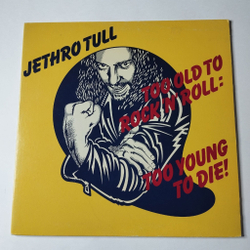 JETHRO TULL
TOO OLD TO
ROCK'N'ROLL:
TOO YOUNG
TO DIE!